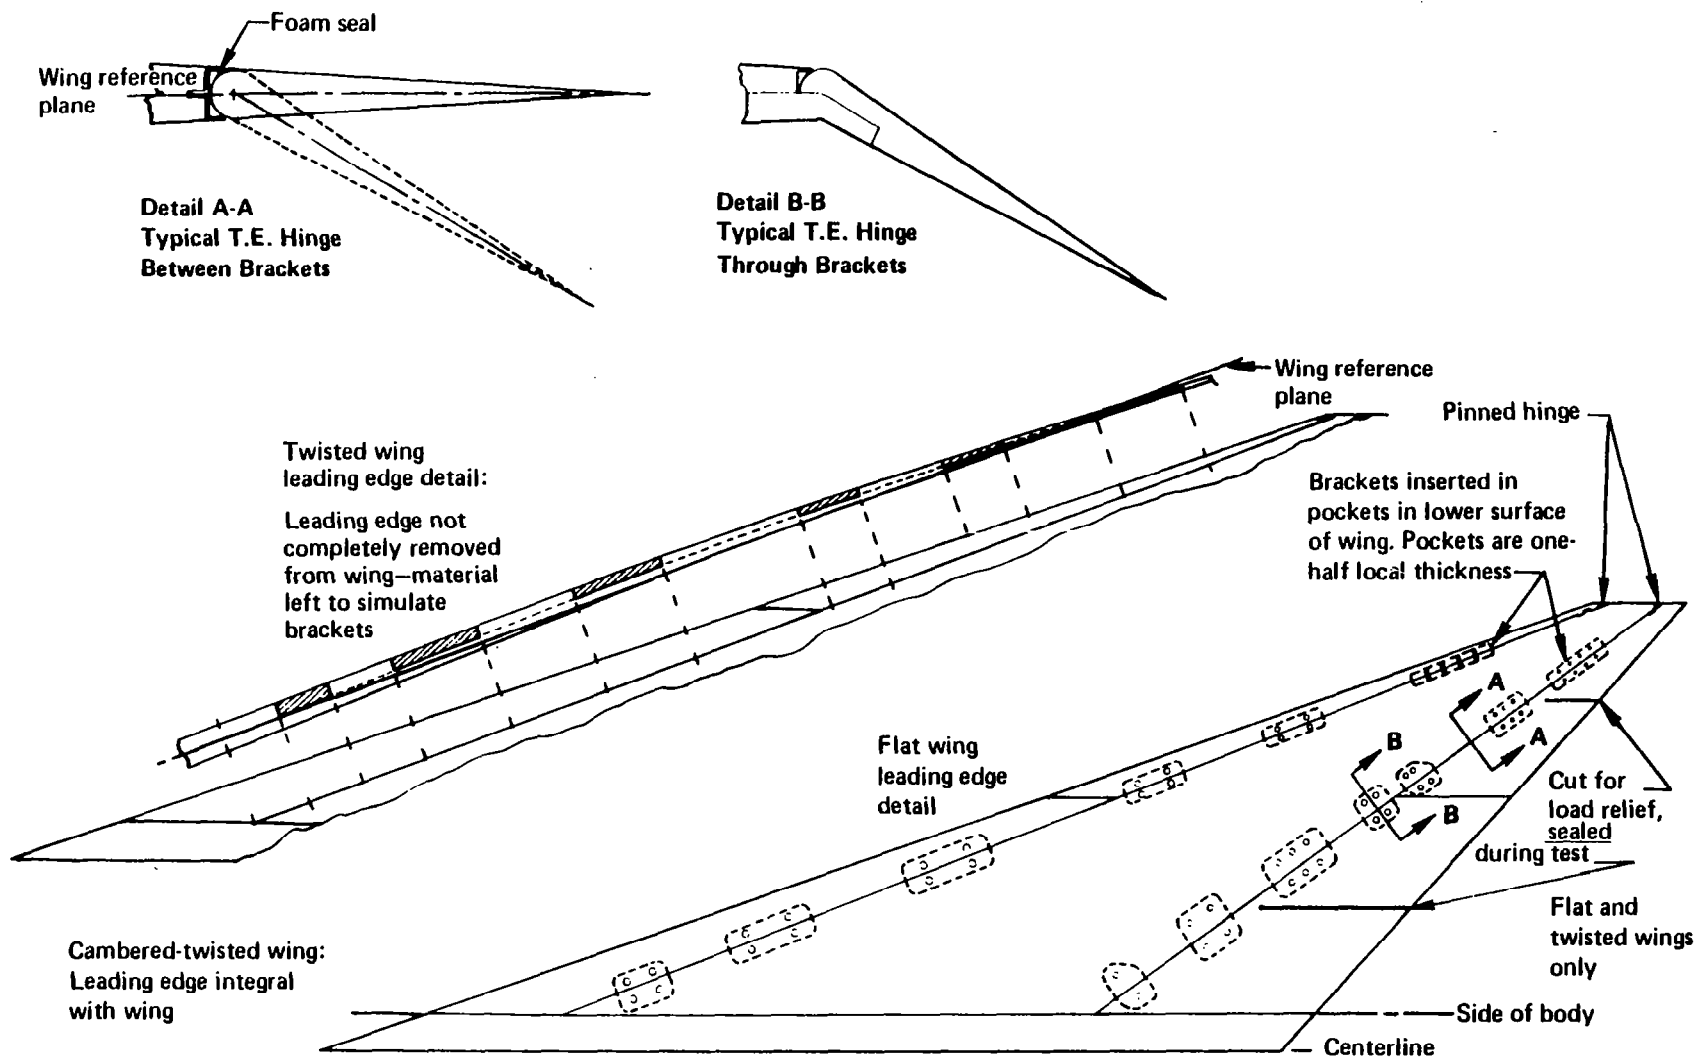 Foam seal
Wing reference
plane
Detail A-A
Typical T.E. Hinge
Between Brackets
Detail B-B
Typical T.E. Hinge
Through Brackets
Wing reference
plane
Pinned hinge
Twisted wing
leading edge detail:
Leading edge not
completely removed
from wing—material
left to simulate
brackets
Brackets inserted in
pockets in lower surface
of wing. Pockets are one-
half local thickness
A
A
B
B
Flat wing
leading edge
detail
Cut for
load relief,
sealed
during test
Flat and
twisted wings
only
Cambered-twisted wing:
Leading edge integral
with wing
Side of body
Centerline